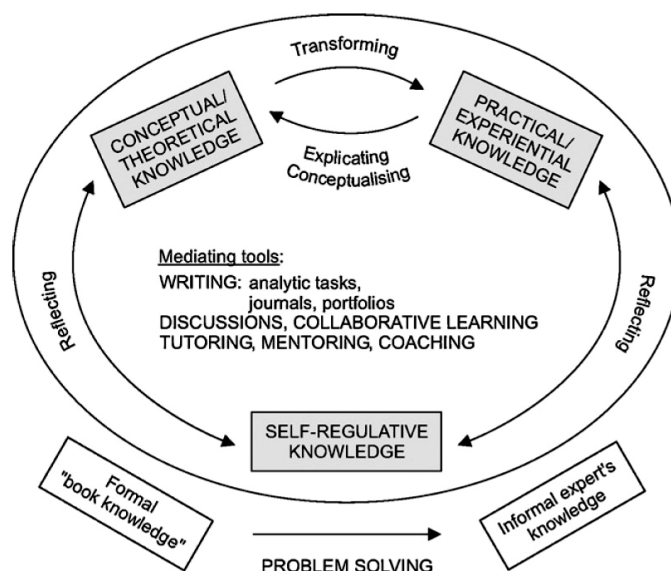 Transforming
CONCEPTUAL/
THEORETICAL
KNOWLEDGE
PRACTICAL/
EXPERIENTIAL
KNOWLEDGE
Explicating
Conceptualising
Mediating tools:
WRITING: analytic tasks,
journals, portfolios
DISCUSSIONS, COLLABORATIVE LEARNING
TUTORING, MENTORING, COACHING
Reflecting
Reflecting
SELF-REGULATIVE
KNOWLEDGE
Formal
"book knowledge"
Informal expert's
knowledge
PROBLEM SOLVING